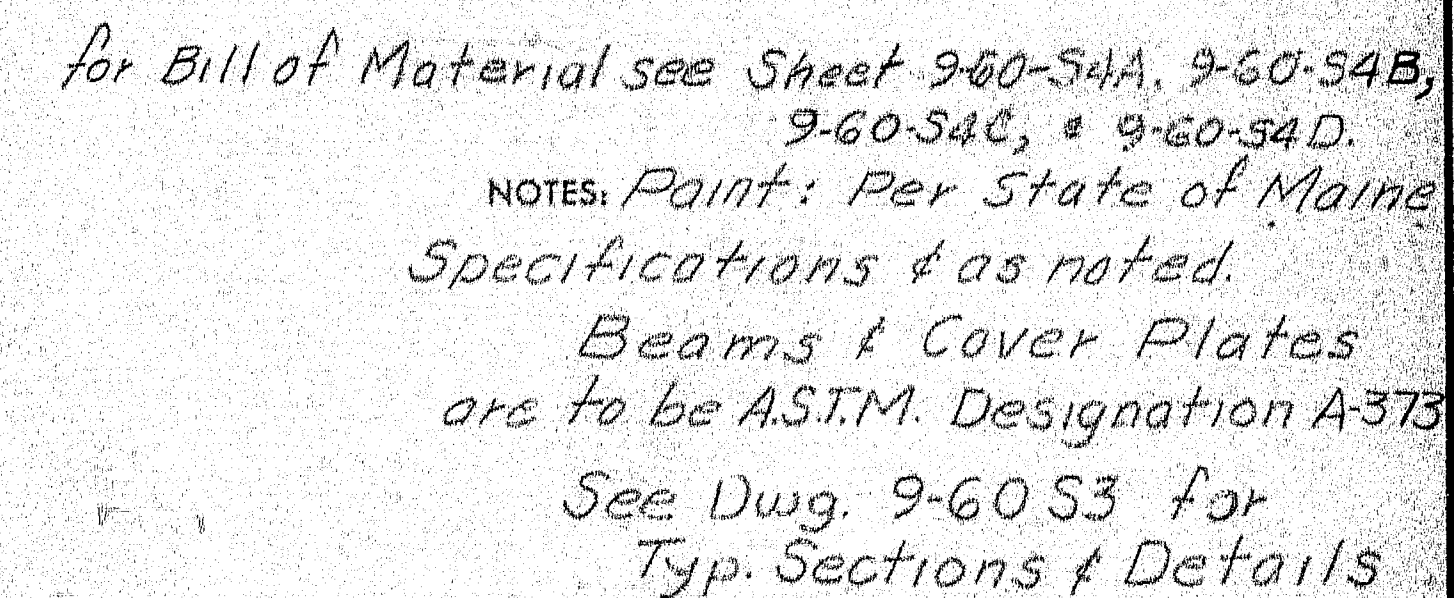 for Bill of Material see Sheet 9-60-S4A. 9-60-S4B,
9-60-S4C, & 9-60-S4D.
NOTES: Paint: Per State of Maine
Specifications & as noted.
Beams & Cover Plates
are to be A.S.T.M. Designation A-373
See Dwg. 9-60 S3 for
Typ. Sections & Details